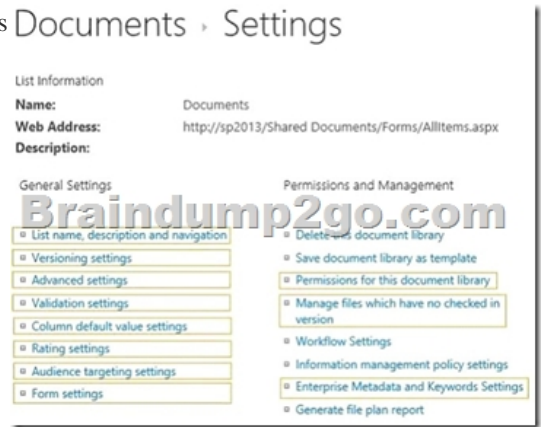 s
Documents › Settings
List Information
Name: Documents
Web Address: http://sp2013/Shared Documents/Forms/AllItems.aspx
Description:
General Settings
Permissions and Management
Braindump2go.com
List name, description and navigation
Versioning settings
Advanced settings
Validation settings
Column default value settings
Rating settings
Audience targeting settings
Form settings
Delete this document library
Save document library as template
Permissions for this document library
Manage files which have no checked in
version
Workflow Settings
Information management policy settings
Enterprise Metadata and Keywords Settings
Generate file plan report